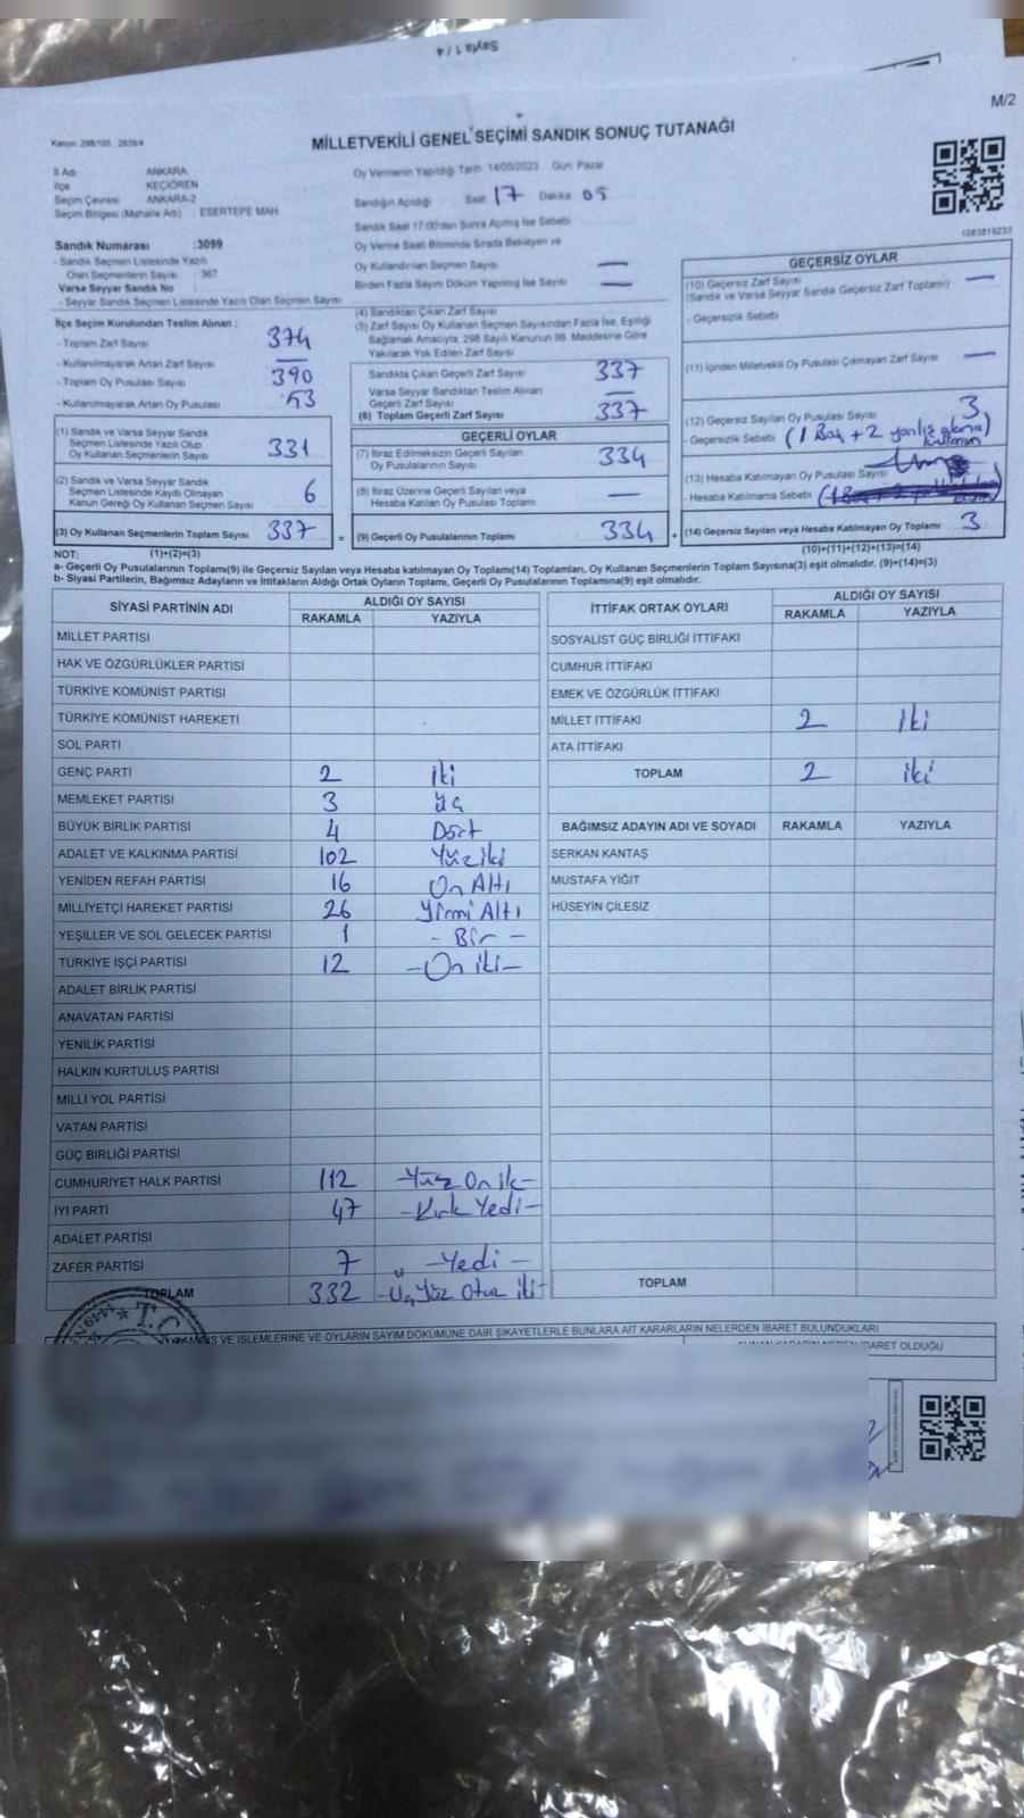 Sayfa 1 / 4
M/2
MİLLETVEKİLİ GENEL SEÇİMİ SANDIK SONUÇ TUTANAĞI
İl Adı ANKARA
İlçe KEÇİÖREN
Seçim Çevresi ANKARA-2
Seçim Bölgesi (Mahalle Adı) : ESERTEPE MAH.
Oy Vermenin Yapıldığı Tarih: 14/05/2023 Gün: Pazar
Sandığın Açıldığı Saat 17 Dakika 05
Sandık Saat 17:00'dan Sonra Açılmış İse Sebebi
Sandık Numarası :3099
- Sandık Seçmen Listesinde Yazılı
Olan Seçmenlerin Sayısı 367
Varsa Seyyar Sandık No
- Seyyar Sandık Seçmen Listesinde Yazılı Olan Seçmen Sayısı
Oy Verme Saati Bitiminde Sırada Bekleyen ve
Oy Kullandırılan Seçmen Sayısı —
Birden Fazla Sayım Döküm Yapılmış İse Sayısı —
İlçe Seçim Kurulundan Teslim Alınan :
- Toplam Zarf Sayısı 374
- Kullanılmayarak Artan Zarf Sayısı —
- Toplam Oy Pusulası Sayısı 390
- Kullanılmayarak Artan Oy Pusulası 53
(4) Sandıktan Çıkan Zarf Sayısı
(5) Zarf Sayısı Oy Kullanan Seçmen Sayısından Fazla İse, Eşitliği
Sağlamak Amacıyla, 298 Sayılı Kanunun 98. Maddesine Göre
Yakılarak Yok Edilen Zarf Sayısı
Sandıkta Çıkan Geçerli Zarf Sayısı 337
Varsa Seyyar Sandıktan Teslim Alınan
Geçerli Zarf Sayısı —
(6) Toplam Geçerli Zarf Sayısı 337
(1) Sandık ve Varsa Seyyar Sandık
Seçmen Listesinde Yazılı Olup
Oy Kullanan Seçmenlerin Sayısı 331
(2) Sandık ve Varsa Seyyar Sandık
Seçmen Listesinde Kayıtlı Olmayan
Kanun Gereği Oy Kullanan Seçmen Sayısı 6
(3) Oy Kullanan Seçmenlerin Toplam Sayısı 337 =
GEÇERLİ OYLAR
(7) İtiraz Edilmeksizin Geçerli Sayılan
Oy Pusulalarının Sayısı 334
(8) İtiraz Üzerine Geçerli Sayılan veya
Hesaba Katılan Oy Pusulası Toplamı —
(9) Geçerli Oy Pusulalarının Toplamı 334 +
GEÇERSİZ OYLAR
(10) Geçersiz Zarf Sayısı —
(Sandık ve Varsa Seyyar Sandık Geçersiz Zarf Toplamı)
- Geçersizlik Sebebi
(11) İçinden Milletvekili Oy Pusulası Çıkmayan Zarf Sayısı —
(12) Geçersiz Sayılan Oy Pusulası Sayısı 3
- Geçersizlik Sebebi (1 Boş + 2 yanlış
(13) Hesaba Katılmayan Oy Pusulası Sayısı
- Hesaba Katılmama Sebebi
(14) Geçersiz Sayılan veya Hesaba Katılmayan Oy Toplamı 3
NOT: (1)+(2)=(3) (10)+(11)+(12)+(13)=(14)
a- Geçerli Oy Pusulasının Toplamı(9) ile Geçersiz Sayılan veya Hesaba katılmayan Oy Toplamı(14) Toplamları, Oy Kullanan Seçmenlerin Toplam Sayısına(3) eşit olmalıdır. (9)+(14)=(3)
b- Siyasi Partilerin, Bağımsız Adayların ve İttifakların Aldığı Ortak Oyların Toplamı, Geçerli Oy Pusulalarının Toplamına(9) eşit olmalıdır.
SİYASİ PARTİNİN ADI ALDIĞI OY SAYISI
RAKAMLA YAZIYLA
MİLLET PARTİSİ
HAK VE ÖZGÜRLÜKLER PARTİSİ
TÜRKİYE KOMÜNİST PARTİSİ
TÜRKİYE KOMÜNİST HAREKETİ
SOL PARTİ
GENÇ PARTİ 2 iki
MEMLEKET PARTİSİ 3 üç
BÜYÜK BİRLİK PARTİSİ 4 Dört
ADALET VE KALKINMA PARTİSİ 102 Yüziki
YENİDEN REFAH PARTİSİ 16 On Altı
MİLLİYETÇİ HAREKET PARTİSİ 26 Yirmi Altı
YEŞİLLER VE SOL GELECEK PARTİSİ 1 - Bir -
TÜRKİYE İŞÇİ PARTİSİ 12 -On iki-
ADALET BİRLİK PARTİSİ
ANAVATAN PARTİSİ
YENİLİK PARTİSİ
HALKIN KURTULUŞ PARTİSİ
MİLLİ YOL PARTİSİ
VATAN PARTİSİ
GÜÇ BİRLİĞİ PARTİSİ
CUMHURİYET HALK PARTİSİ 112 -Yüz On ik-
İYİ PARTİ 47 -Kırk Yedi-
ADALET PARTİSİ
ZAFER PARTİSİ 7 -Yedi-
TOPLAM 332 -Üçyüz Otuz iki-
İTTİFAK ORTAK OYLARI ALDIĞI OY SAYISI
RAKAMLA YAZIYLA
SOSYALİST GÜÇ BİRLİĞİ İTTİFAKI
CUMHUR İTTİFAKI
EMEK VE ÖZGÜRLÜK İTTİFAKI
MİLLET İTTİFAKI 2 İki
ATA İTTİFAKI
TOPLAM 2 iki
BAĞIMSIZ ADAYIN ADI VE SOYADI RAKAMLA YAZIYLA
SERKAN KANTAŞ
MUSTAFA YİĞİT
HÜSEYİN ÇİLESİZ
TOPLAM
T.C.
VE İŞLEMLERİNE VE OYLARIN SAYIM DÖKÜMÜNE DAİR ŞİKAYETLERLE BUNLARA AİT KARARLARIN NELERDEN İBARET BULUNDUKLARI
İBARET OLDUĞU